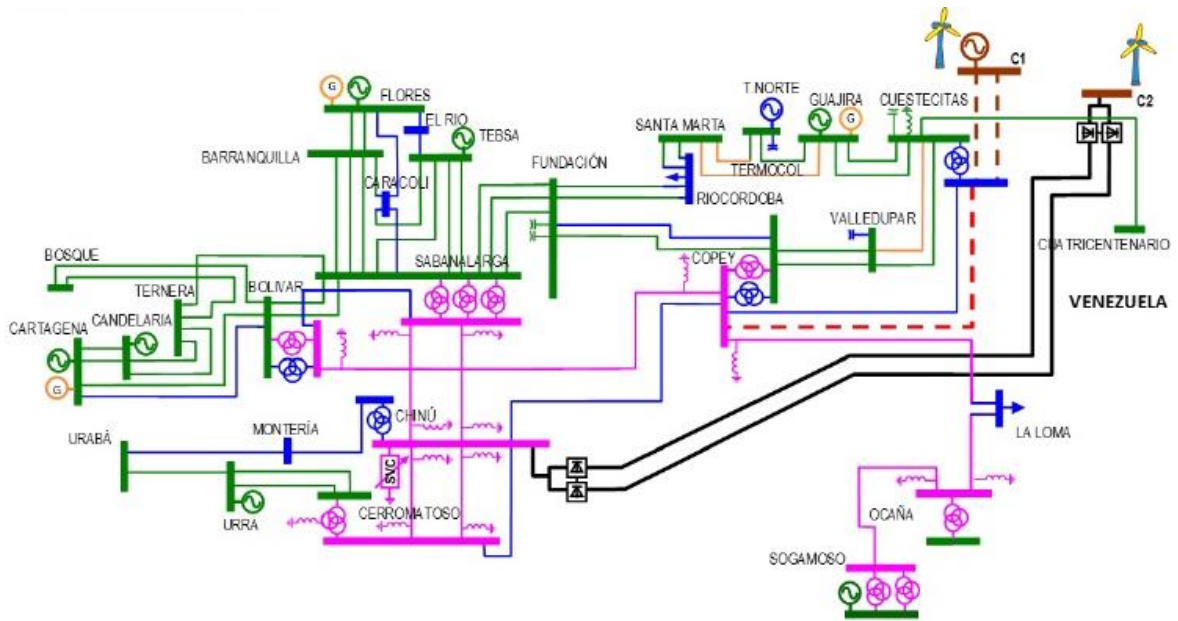 C1
C2
T.NORTE
GUAJIRA
CUESTECITAS
G
FLORES
G
EL RIO
TEBSA
SANTA MARTA
BARRANQUILLA
FUNDACIÓN
TERMOCOL
CARACOLI
RIOCORDOBA
VALLEDUPAR
CUATRICENTENARIO
BOSQUE
SABANALARGA
COPEY
TERNERA
BOLIVAR
VENEZUELA
CARTAGENA
CANDELARIA
G
CHINÚ
MONTERÍA
LA LOMA
URABÀ
SVC
URRA
CERROMATOSO
OCAÑA
SOGAMOSO